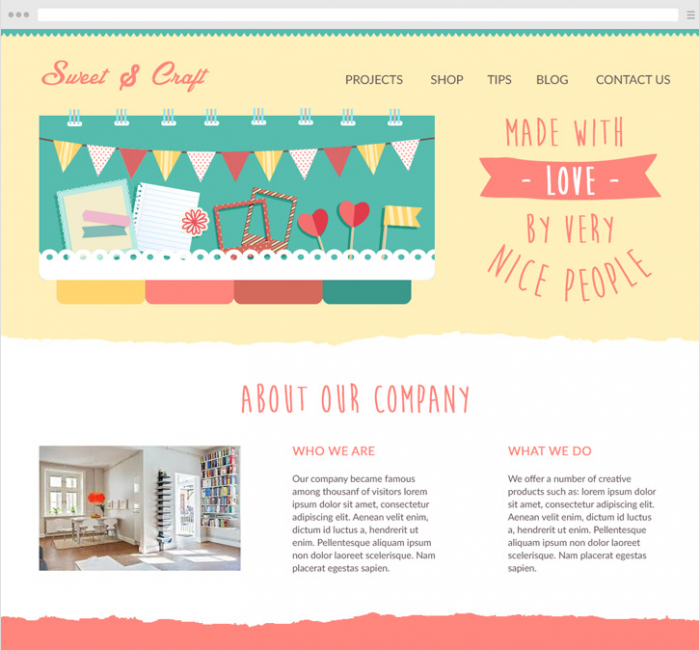 Sweet & Craft
PROJECTS SHOP TIPS BLOG CONTACT US
MADE WITH
- LOVE -
BY VERY
NICE PEOPLE
ABOUT OUR COMPANY
WHO WE ARE
Our company became famous
among thousanf of visitors lorem
ipsum dolor sit amet, consectetur
adipiscing elit. Aenean velit enim,
dictum id luctus a, hendrerit ut
enim. Pellentesque aliquam ipsum
non dolor laoreet scelerisque. Nam
placerat egestas sapien.
WHAT WE DO
We offer a number of creative
products such as: lorem ipsum dolor
sit amet, consectetur adipiscing elit.
Aenean velit enim, dictum id luctus
a, hendrerit ut enim. Pellentesque
aliquam ipsum non dolor laoreet
scelerisque. Nam placerat egestas
sapien.